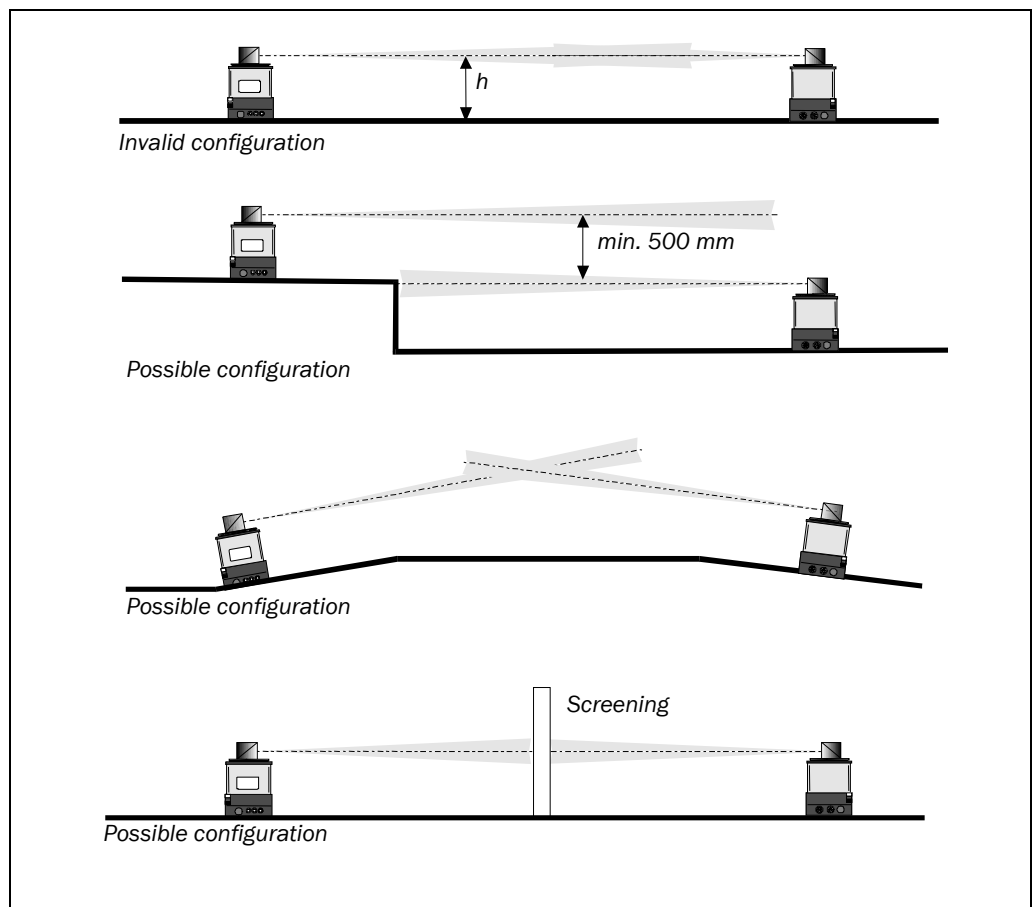 h
Invalid configuration
min. 500 mm
Possible configuration
Possible configuration
Screening
Possible configuration